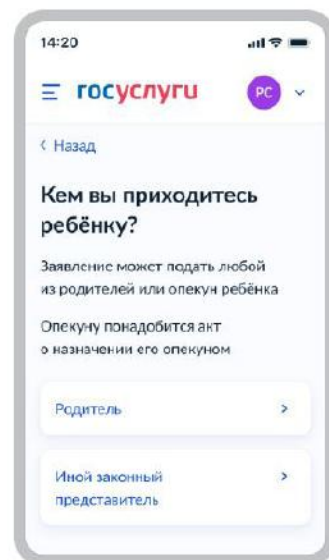 14:20
госуслуги
РС
Назад
Кем вы приходитесь
ребёнку?
Заявление может подать любой
из родителей или опекун ребёнка
Опекуну понадобится акт
о назначении его опекуном
Родитель
Иной законный
представитель